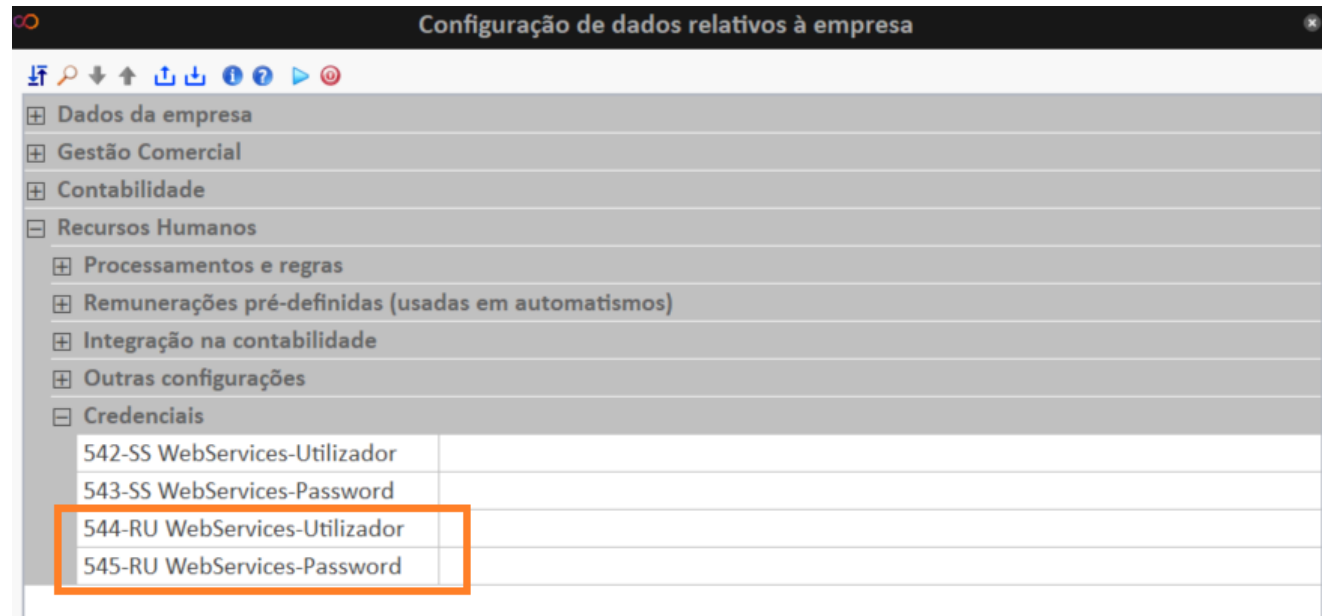 Configuração de dados relativos à empresa
Dados da empresa
Gestão Comercial
Contabilidade
Recursos Humanos
Processamentos e regras
Remunerações pré-definidas (usadas em automatismos)
Integração na contabilidade
Outras configurações
Credenciais
542-SS WebServices-Utilizador
543-SS WebServices-Password
544-RU WebServices-Utilizador
545-RU WebServices-Password